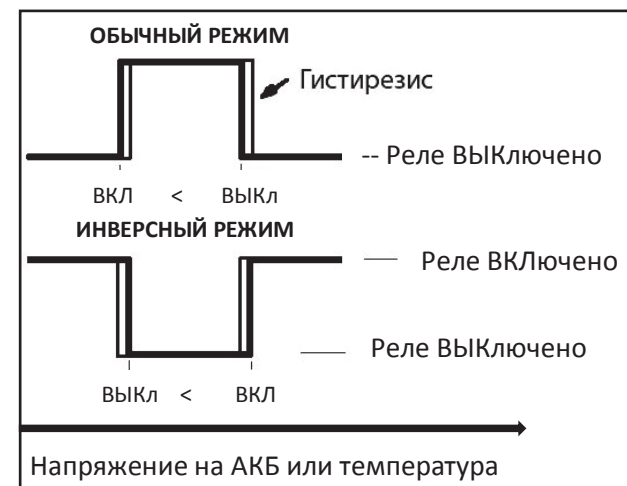 ОБЫЧНЫЙ РЕЖИМ
Гистирезис
-- Реле ВЫКлючено
ВКЛ < ВЫКл
ИНВЕРСНЫЙ РЕЖИМ
Реле ВКЛючено
Реле ВЫКлючено
ВЫКл < ВКЛ
Напряжение на АКБ или температура